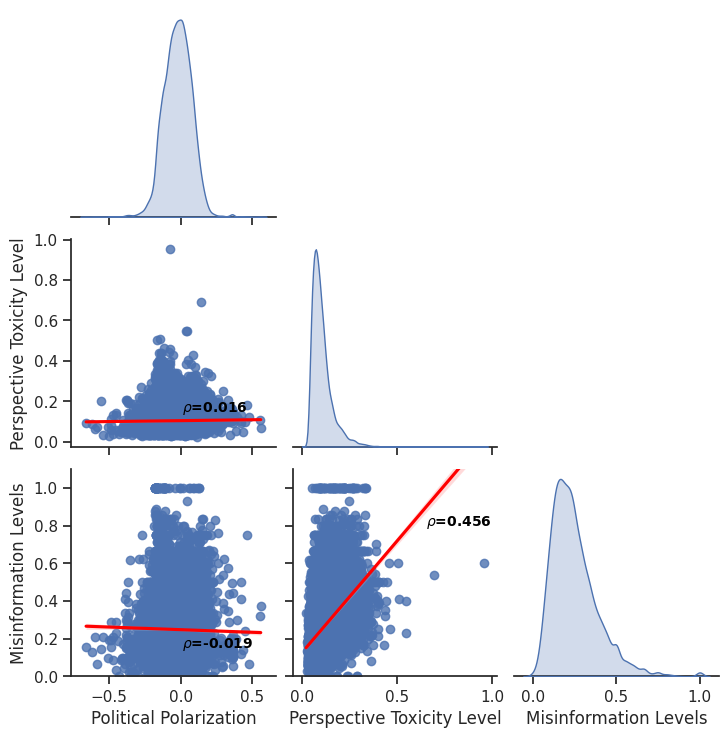 Perspective Toxicity Level
1.0
0.8
0.6
0.4
0.2
0.0
ρ=0.016
Misinformation Levels
1.0
0.8
0.6
0.4
0.2
0.0
ρ=-0.019
ρ=0.456
−0.5 0.0 0.5
0.0 0.5 1.0
0.0 0.5 1.0
Political Polarization
Perspective Toxicity Level
Misinformation Levels